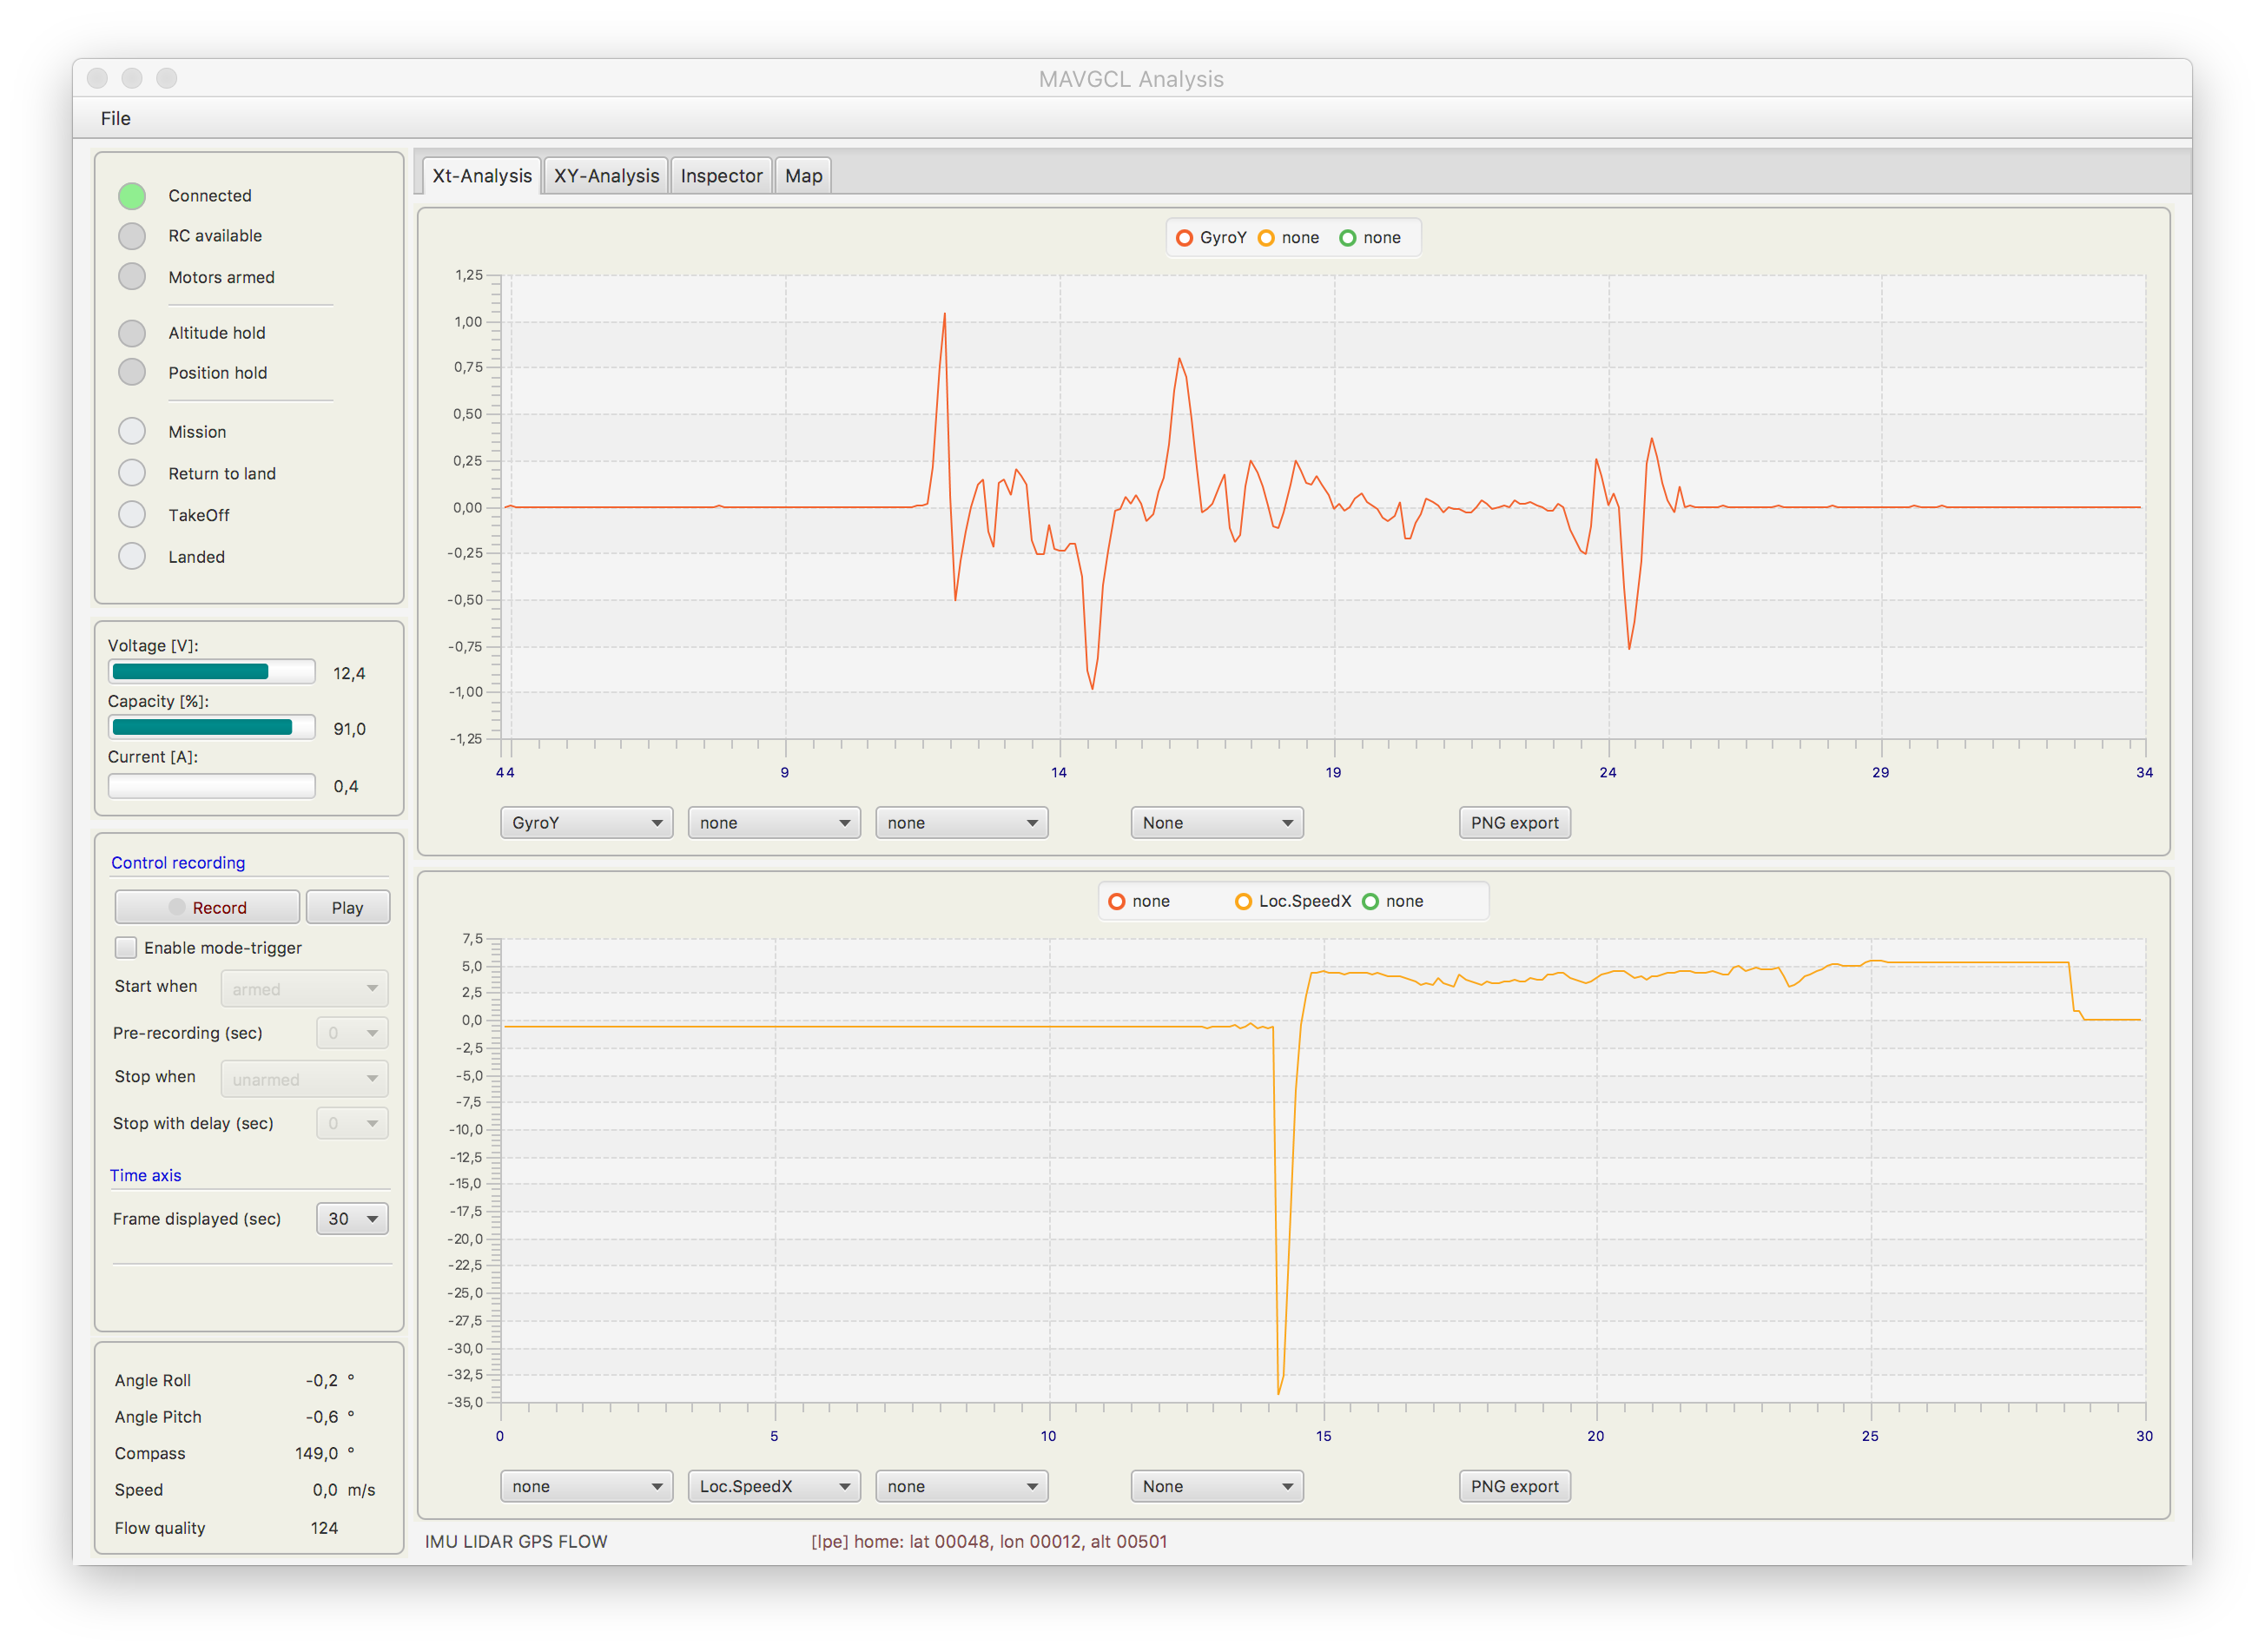 MAVGCL Analysis
File
Connected
RC available
Motors armed
Altitude hold
Position hold
Mission
Return to land
TakeOff
Landed
Voltage [V]:
12,4
Capacity [%]:
91,0
Current [A]:
0,4
Control recording
Record Play
Enable mode-trigger
Start when armed
Pre-recording (sec) 0
Stop when unarmed
Stop with delay (sec) 0
Time axis
Frame displayed (sec) 30
Angle Roll -0,2 °
Angle Pitch -0,6 °
Compass 149,0 °
Speed 0,0 m/s
Flow quality 124
Xt-Analysis XY-Analysis Inspector Map
GyroY none none
1,25
1,00
0,75
0,50
0,25
0,00
-0,25
-0,50
-0,75
-1,00
-1,25
44 9 14 19 24 29 34
GyroY none none None PNG export
none Loc.SpeedX none
7,5
5,0
2,5
0,0
-2,5
-5,0
-7,5
-10,0
-12,5
-15,0
-17,5
-20,0
-22,5
-25,0
-27,5
-30,0
-32,5
-35,0
0 5 10 15 20 25 30
none Loc.SpeedX none None PNG export
IMU LIDAR GPS FLOW [lpe] home: lat 00048, lon 00012, alt 00501